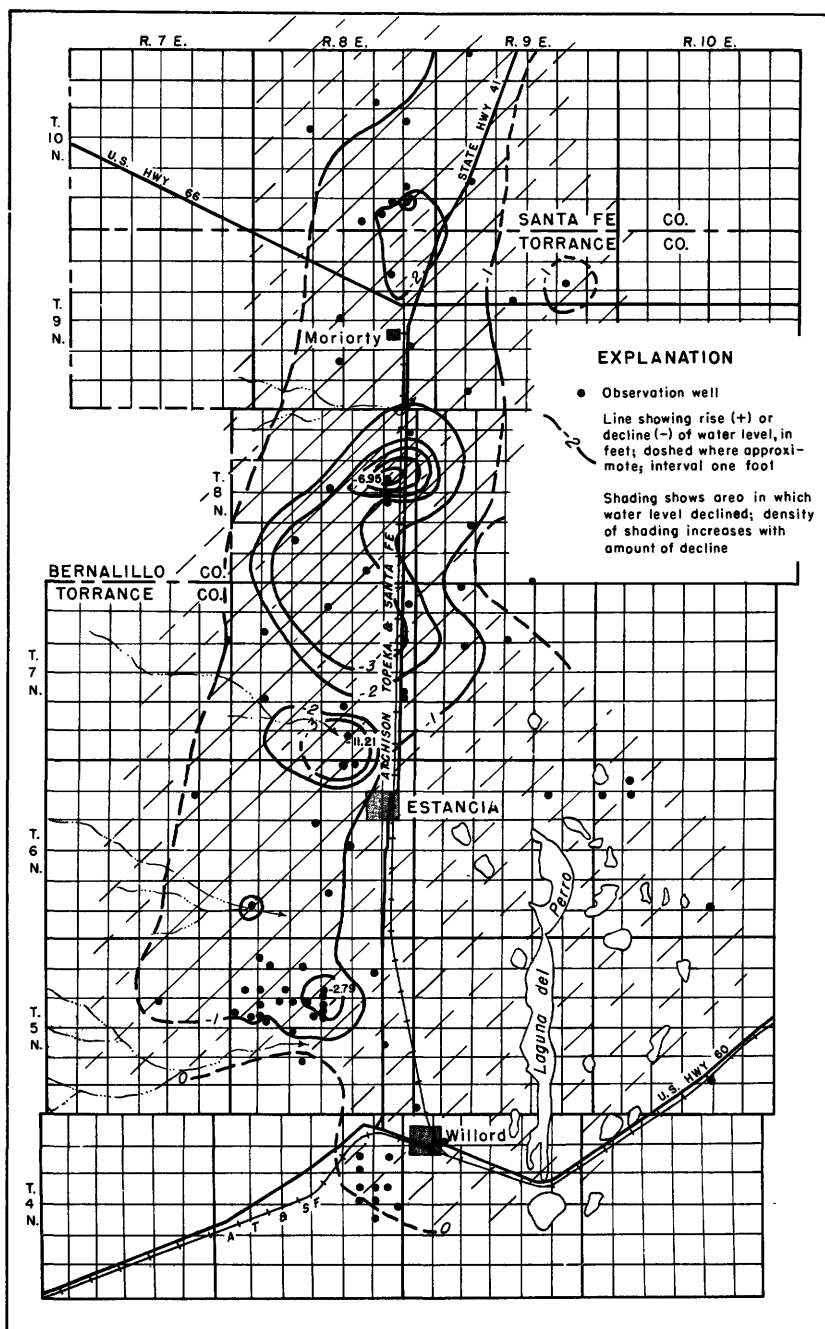 R. 7 E. R. 8 E. R. 9 E. R. 10 E.
T.
10
N.
U.S. HWY 66
STATE HWY 41
SANTA FE CO.
TORRANCE CO.
-2
-1
-1
T.
9
N.
Moriorty
EXPLANATION
Observation well
-2
Line showing rise (+) or
decline (-) of water level, in
feet; doshed where approxi-
mote; interval one foot
Shading shows area in which
water level declined; density
of shading increases with
amount of decline
T.
8
N.
-6.95
BERNALILLO CO.
TORRANCE CO.
ATCHISON TOPEKA & SANTA FE
T.
7
N.
-3
-2
-1
-2
-3
-11.21
ESTANCIA
T.
6
N.
Laguna del Perro
T.
5
N.
-2.79
-1
0
U.S. HWY 60
Willord
T.
4
N.
A T & S F
0